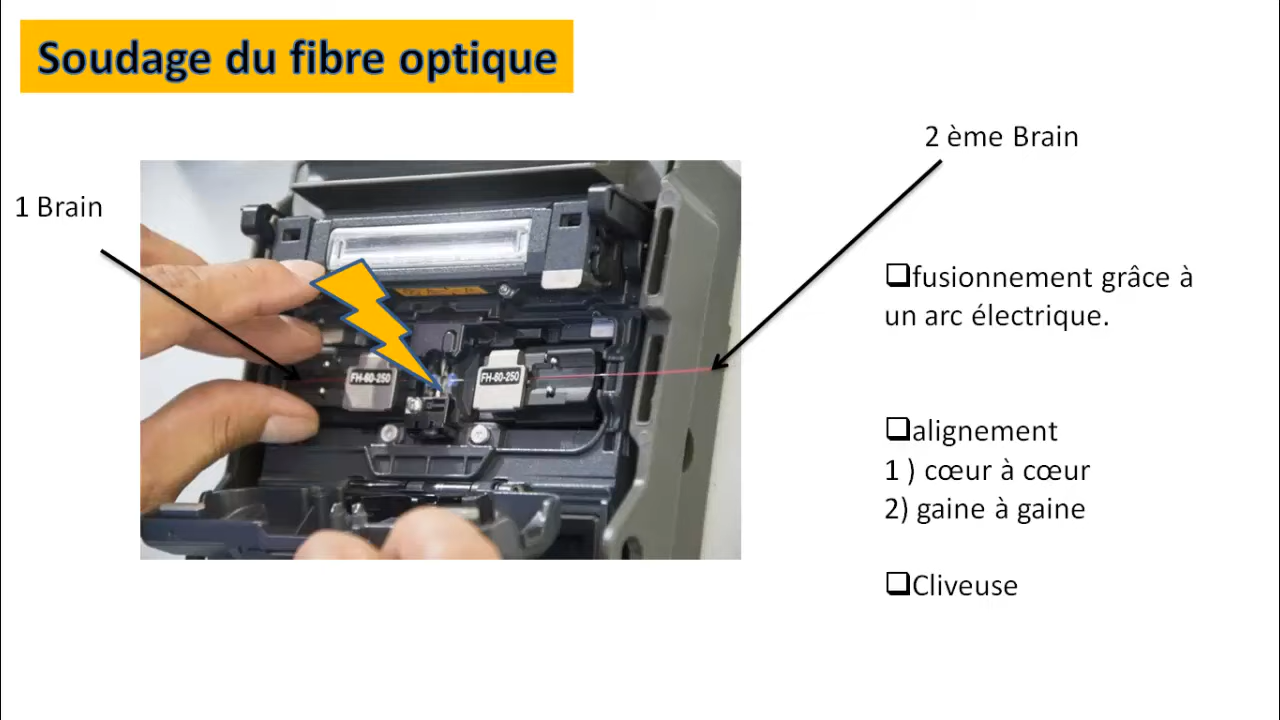 Soudage du fibre optique
2 ème Brain
1 Brain
❑fusionnement grâce à
un arc électrique.
FH-60-250
FH-60-250
❑alignement
1 ) cœur à cœur
2) gaine à gaine
❑Cliveuse